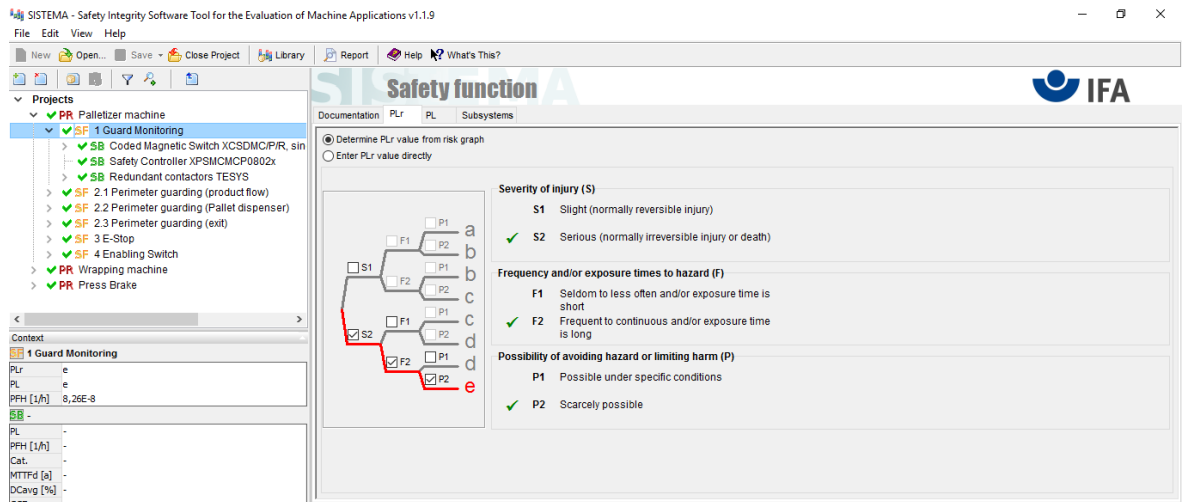 SISTEMA - Safety Integrity Software Tool for the Evaluation of Machine Applications v1.1.9
File Edit View Help
New Open... Save Close Project Library Report Help What's This?
SISTEMA
Safety function
IFA
Projects
PR Palletizer machine
SF 1 Guard Monitoring
SB Coded Magnetic Switch XCSDMC/P/R, sin
SB Safety Controller XPSMCMCP0802x
SB Redundant contactors TESYS
SF 2.1 Perimeter guarding (product flow)
SF 2.2 Perimeter guarding (Pallet dispenser)
SF 2.3 Perimeter guarding (exit)
SF 3 E-Stop
SF 4 Enabling Switch
PR Wrapping machine
PR Press Brake
Context
SF 1 Guard Monitoring
PLr e
PL e
PFH [1/h] 8,26E-8
SB -
PL -
PFH [1/h] -
Cat. -
MTTFd [a] -
DCavg [%] -
Documentation PLr PL Subsystems
Determine PLr value from risk graph
Enter PLr value directly
P1 a
F1 P2 b
S1 P1 b
F2 P2 c
P1 c
F1 P2 d
S2 P1 d
F2 P2 e
Severity of injury (S)
S1 Slight (normally reversible injury)
S2 Serious (normally irreversible injury or death)
Frequency and/or exposure times to hazard (F)
F1 Seldom to less often and/or exposure time is
short
F2 Frequent to continuous and/or exposure time
is long
Possibility of avoiding hazard or limiting harm (P)
P1 Possible under specific conditions
P2 Scarcely possible